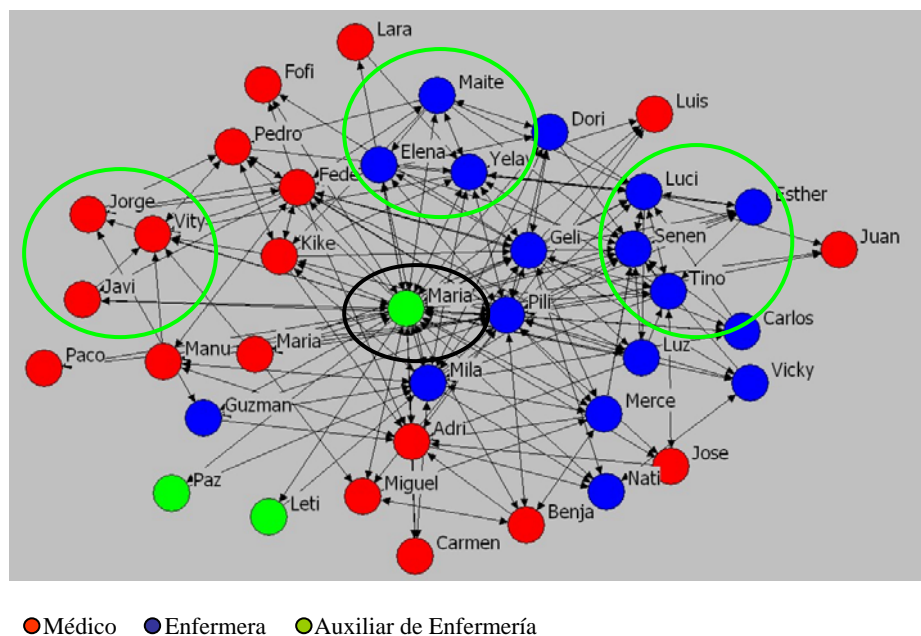 Lara
Maite
Fofi
Luis
Dori
Pedro
Elena
Yelav
Fede
Luci
Esther
Jorge
Vity
Geli
Senen
Juan
Kike
Tino
Javi
Maria
Pili
Carlos
Paco
Manu
Maria
Luz
Mila
Vicky
Guzman
Merce
Adri
Jose
Paz
Leti
Miguel
Nati
Benja
Carmen
Médico Enfermera Auxiliar de Enfermería